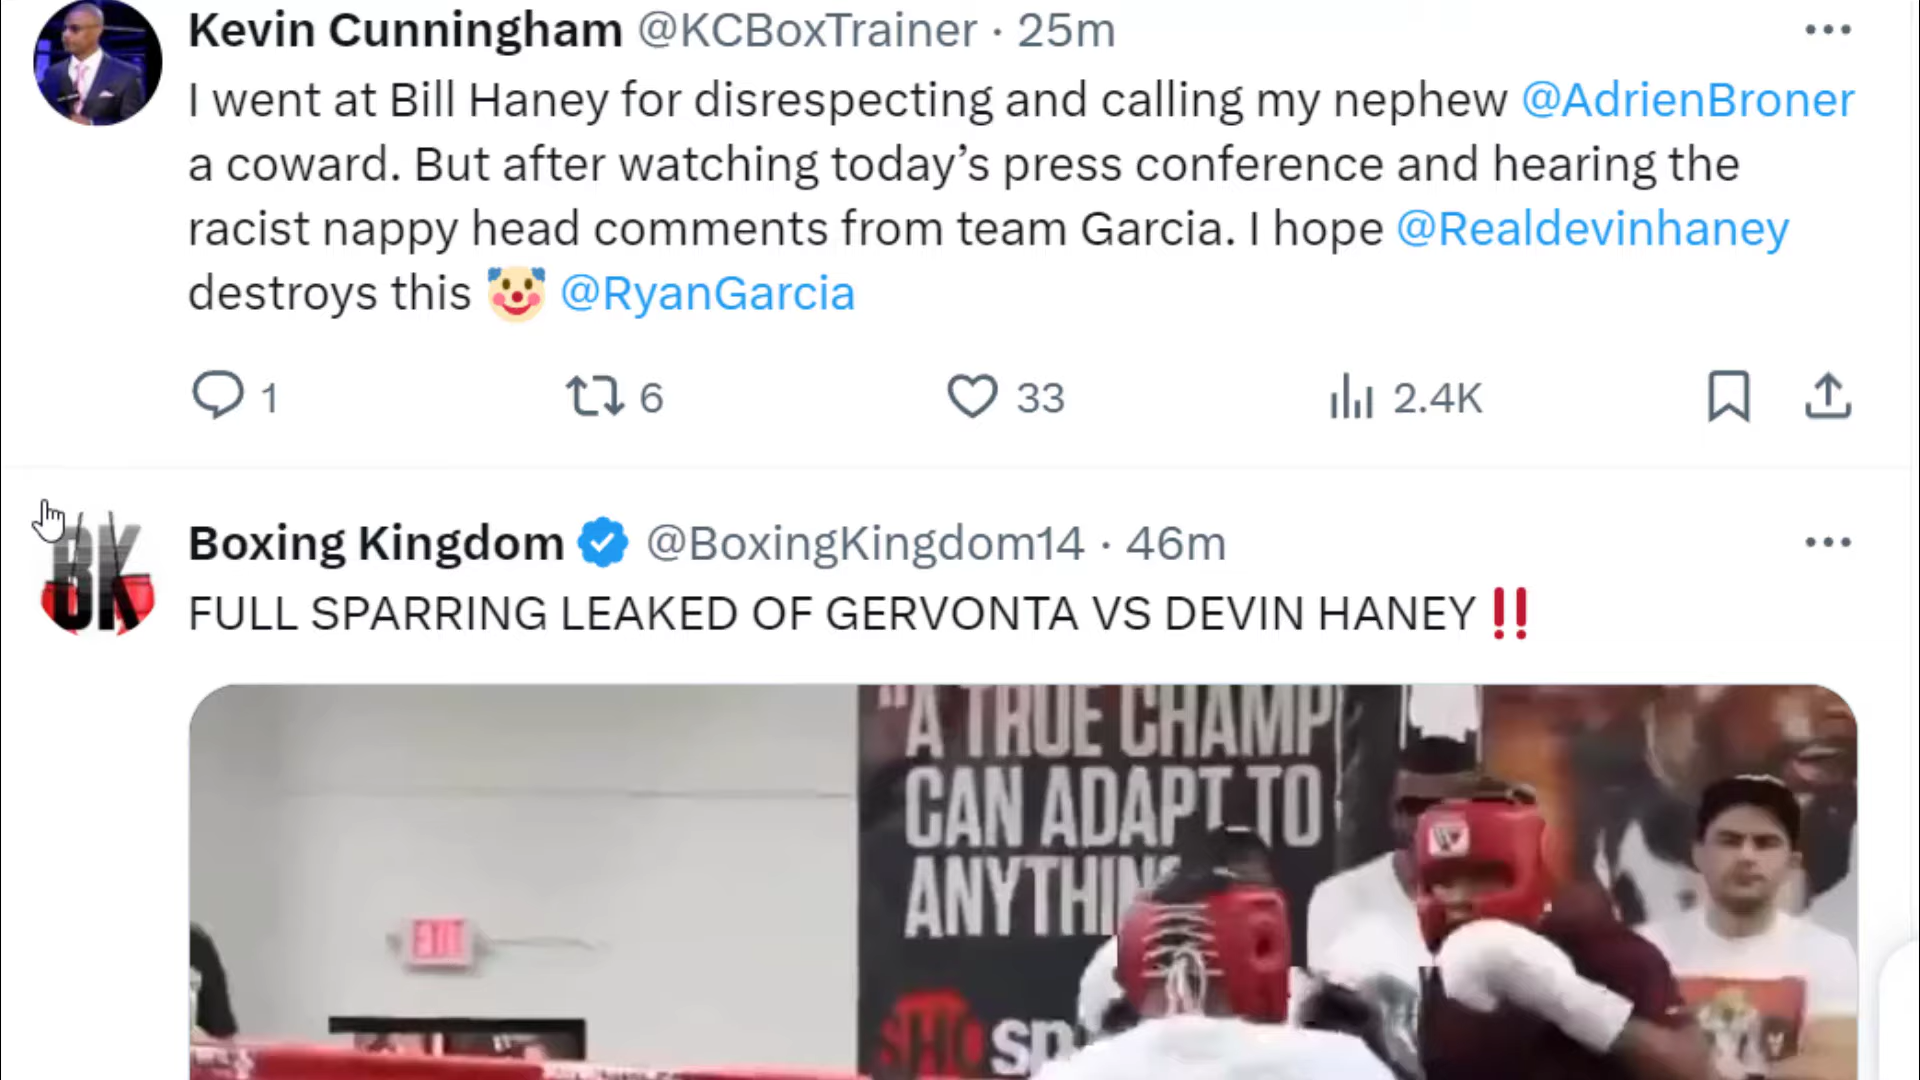 Kevin Cunningham @KCBoxTrainer · 25m
I went at Bill Haney for disrespecting and calling my nephew @AdrienBroner
a coward. But after watching today’s press conference and hearing the
racist nappy head comments from team Garcia. I hope @Realdevinhaney
destroys this 🤡 @RyanGarcia
1 6 33 2.4K
BK
Boxing Kingdom @BoxingKingdom14 · 46m
FULL SPARRING LEAKED OF GERVONTA VS DEVIN HANEY‼️
"A TRUE CHAMP
CAN ADAPT TO
ANYTHING
EXIT
SHO